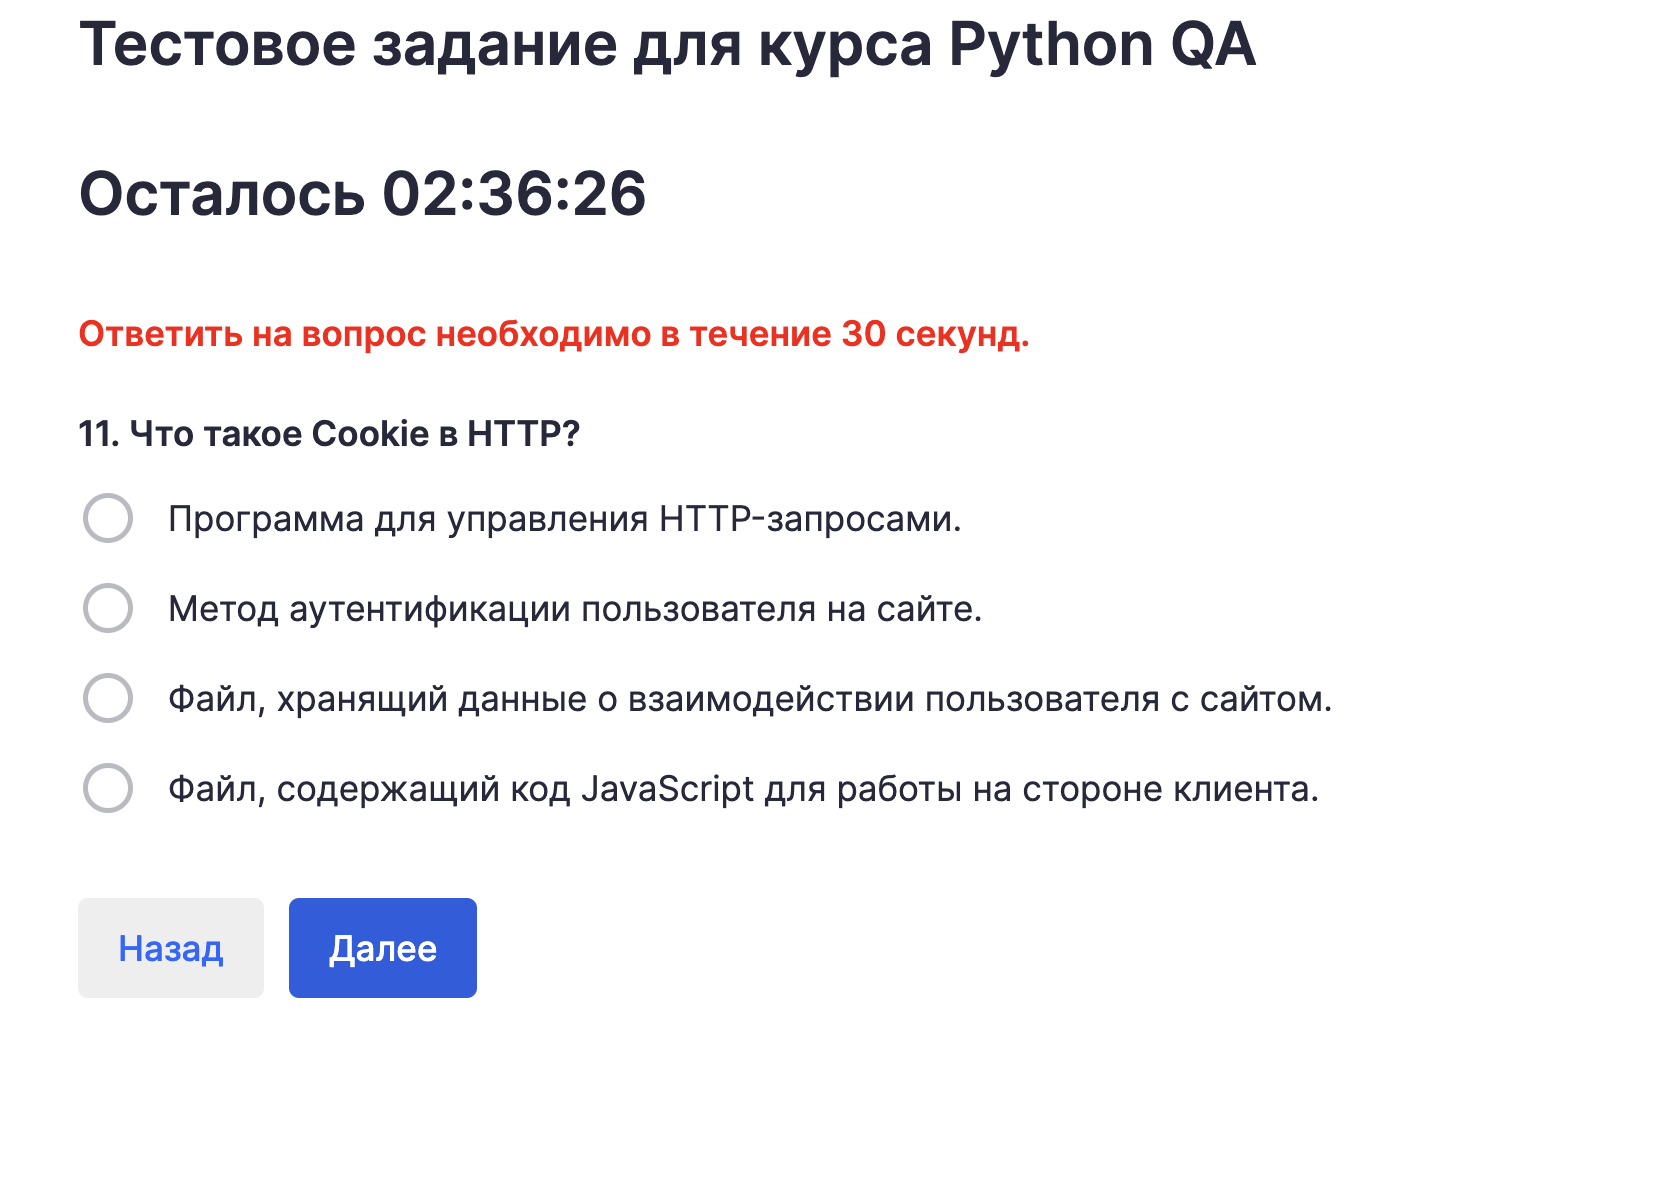 Тестовое задание для курса Python QA
Осталось 02:36:26
Ответить на вопрос необходимо в течение 30 секунд.
11. Что такое Cookie в HTTP?
Программа для управления HTTP-запросами.
Метод аутентификации пользователя на сайте.
Файл, хранящий данные о взаимодействии пользователя с сайтом.
Файл, содержащий код JavaScript для работы на стороне клиента.
Назад Далее